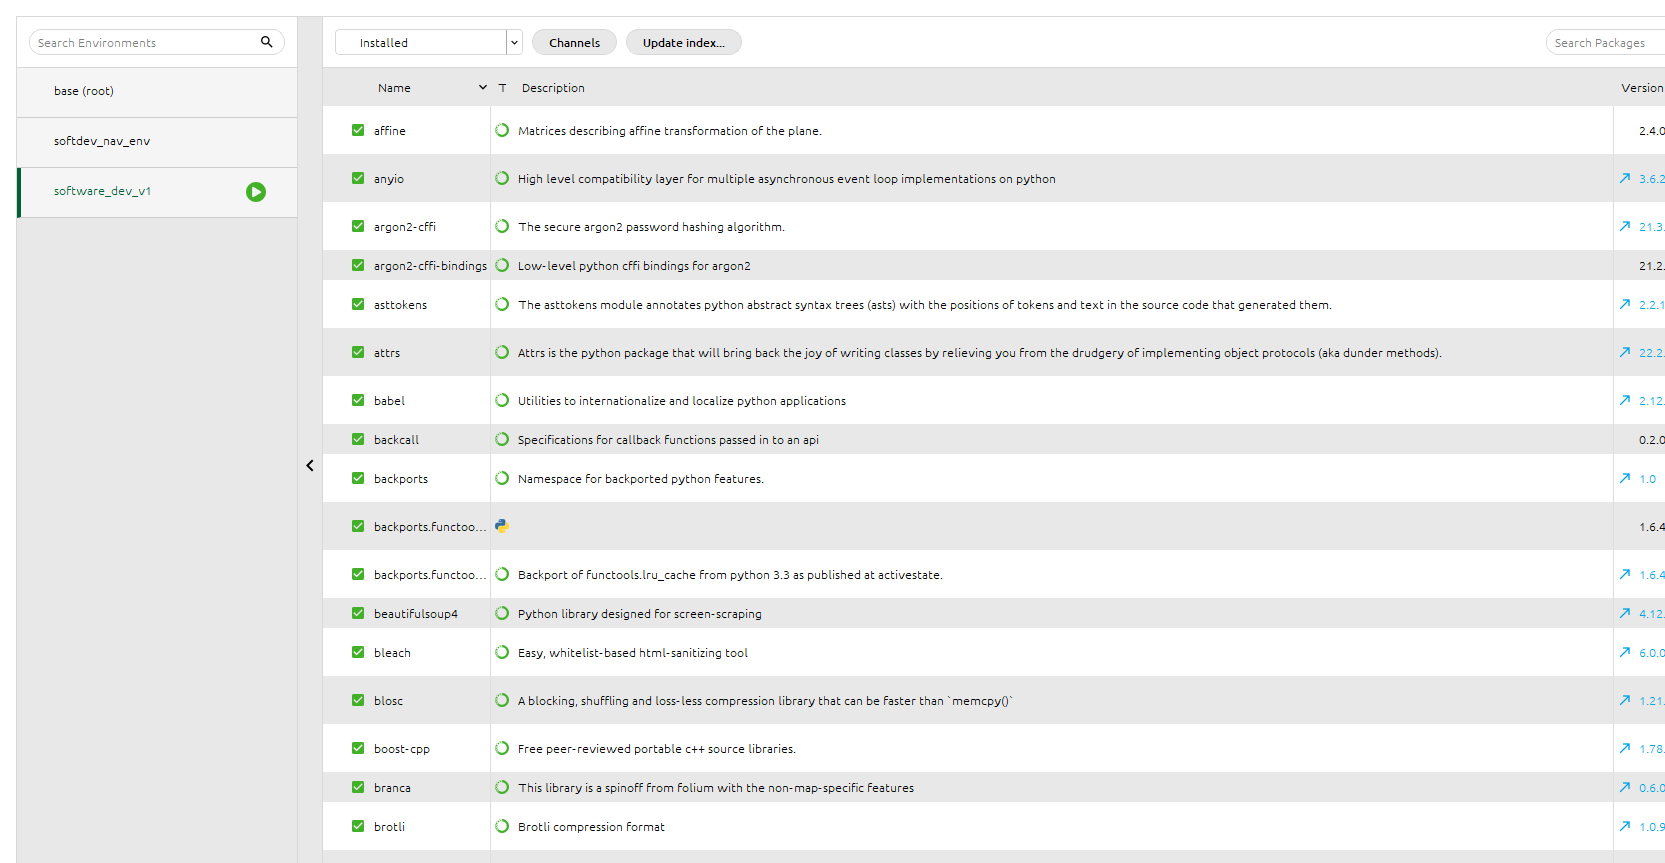 Search Environments
Installed
Channels
Update index...
Search Packages
base (root)
softdev_nav_env
software_dev_v1
Name T Description Version
affine Matrices describing affine transformation of the plane. 2.4.0
anyio High level compatibility layer for multiple asynchronous event loop implementations on python 3.6.2
argon2-cffi The secure argon2 password hashing algorithm. 21.3.
argon2-cffi-bindings Low-level python cffi bindings for argon2 21.2.
asttokens The asttokens module annotates python abstract syntax trees (asts) with the positions of tokens and text in the source code that generated them. 2.2.1
attrs Attrs is the python package that will bring back the joy of writing classes by relieving you from the drudgery of implementing object protocols (aka dunder methods). 22.2.
babel Utilities to internationalize and localize python applications 2.12.
backcall Specifications for callback functions passed in to an api 0.2.0
backports Namespace for backported python features. 1.0
backports.functoo... 1.6.4
backports.functoo... Backport of functools.lru_cache from python 3.3 as published at activestate. 1.6.4
beautifulsoup4 Python library designed for screen-scraping 4.12.
bleach Easy, whitelist-based html-sanitizing tool 6.0.0
blosc A blocking, shuffling and loss-less compression library that can be faster than `memcpy()` 1.21.
boost-cpp Free peer-reviewed portable c++ source libraries. 1.78.
branca This library is a spinoff from folium with the non-map-specific features 0.6.0
brotli Brotli compression format 1.0.9